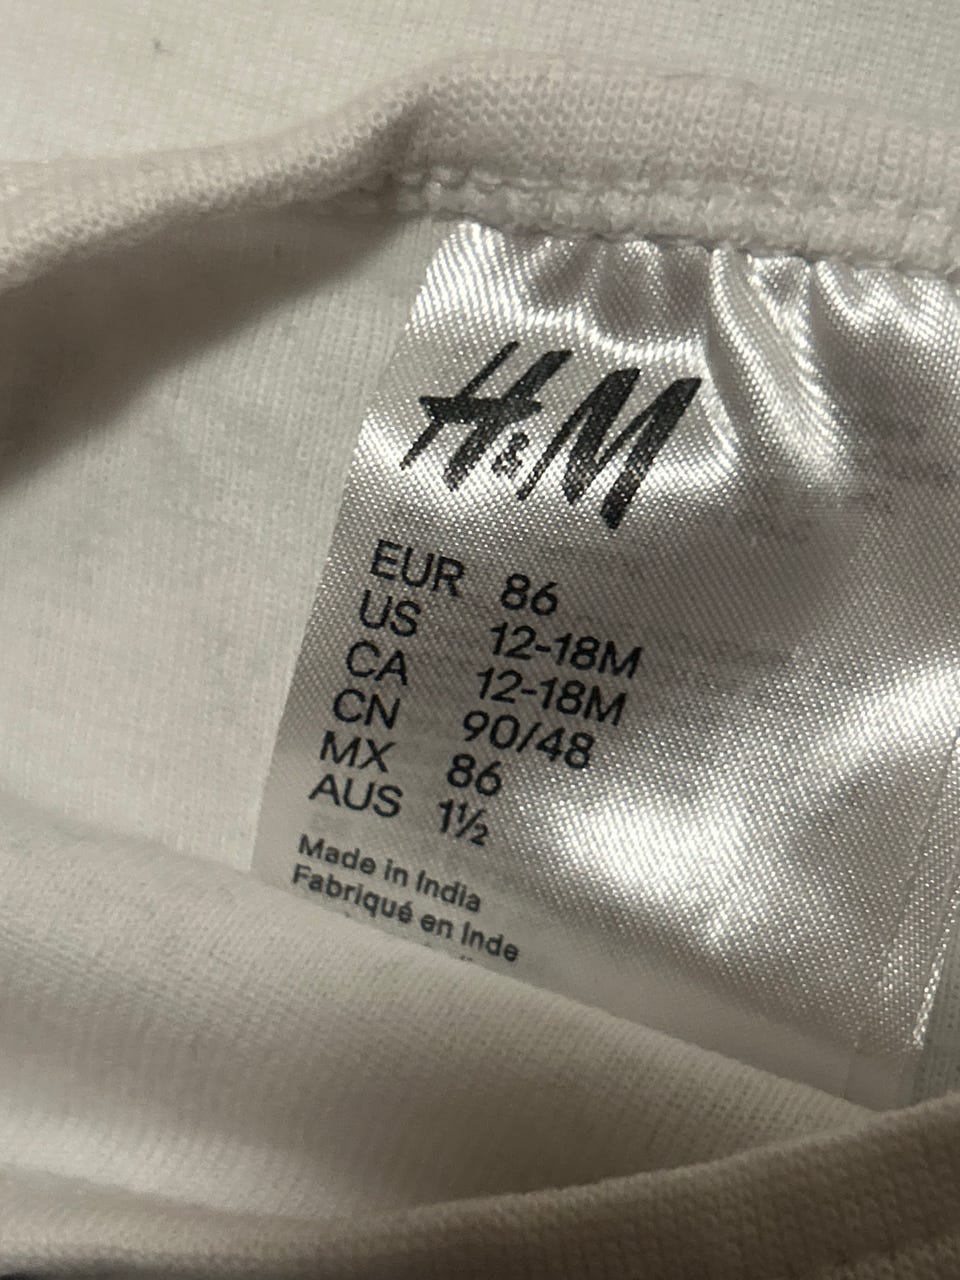 H&M
EUR 86
US 12-18M
CA 12-18M
CN 90/48
MX 86
AUS 1½
Made in India
Fabriqué en Inde